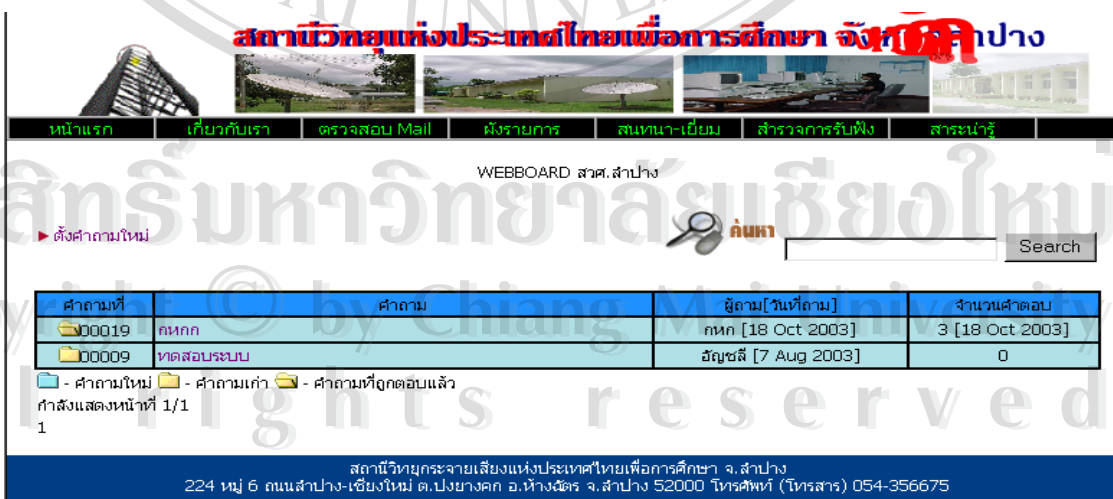 สถานีวิทยุแห่งประเทศไทยเพื่อการศึกษา จังหวัดลำปาง
หน้าแรก เกี่ยวกับเรา ตรวจสอบ Mail ผังรายการ สนทนา-เยี่ยม สำรวจการรับฟัง สาระน่ารู้
WEBBOARD สวศ.ลำปาง
ตั้งคำถามใหม่ ค้นหา Search
คำถามที่ คำถาม ผู้ถาม[วันที่ถาม] จำนวนคำตอบ
00019 กหกก กหก [18 Oct 2003] 3 [18 Oct 2003]
00009 ทดสอบระบบ อัญชลี [7 Aug 2003] 0
- คำถามใหม่ - คำถามเก่า - คำถามที่ถูกตอบแล้ว
กำลังแสดงหน้าที่ 1/1
1
สถานีวิทยุกระจายเสียงแห่งประเทศไทยเพื่อการศึกษา จ.ลำปาง
224 หมู่ 6 ถนนลำปาง-เชียงใหม่ ต.ปงยางคก อ.ห้างฉัตร จ.ลำปาง 52000 โทรศัพท์ (โทรสาร) 054-356675
ลิขสิทธิ์มหาวิทยาลัยเชียงใหม่
Copyright © by Chiang Mai University
All rights reserved